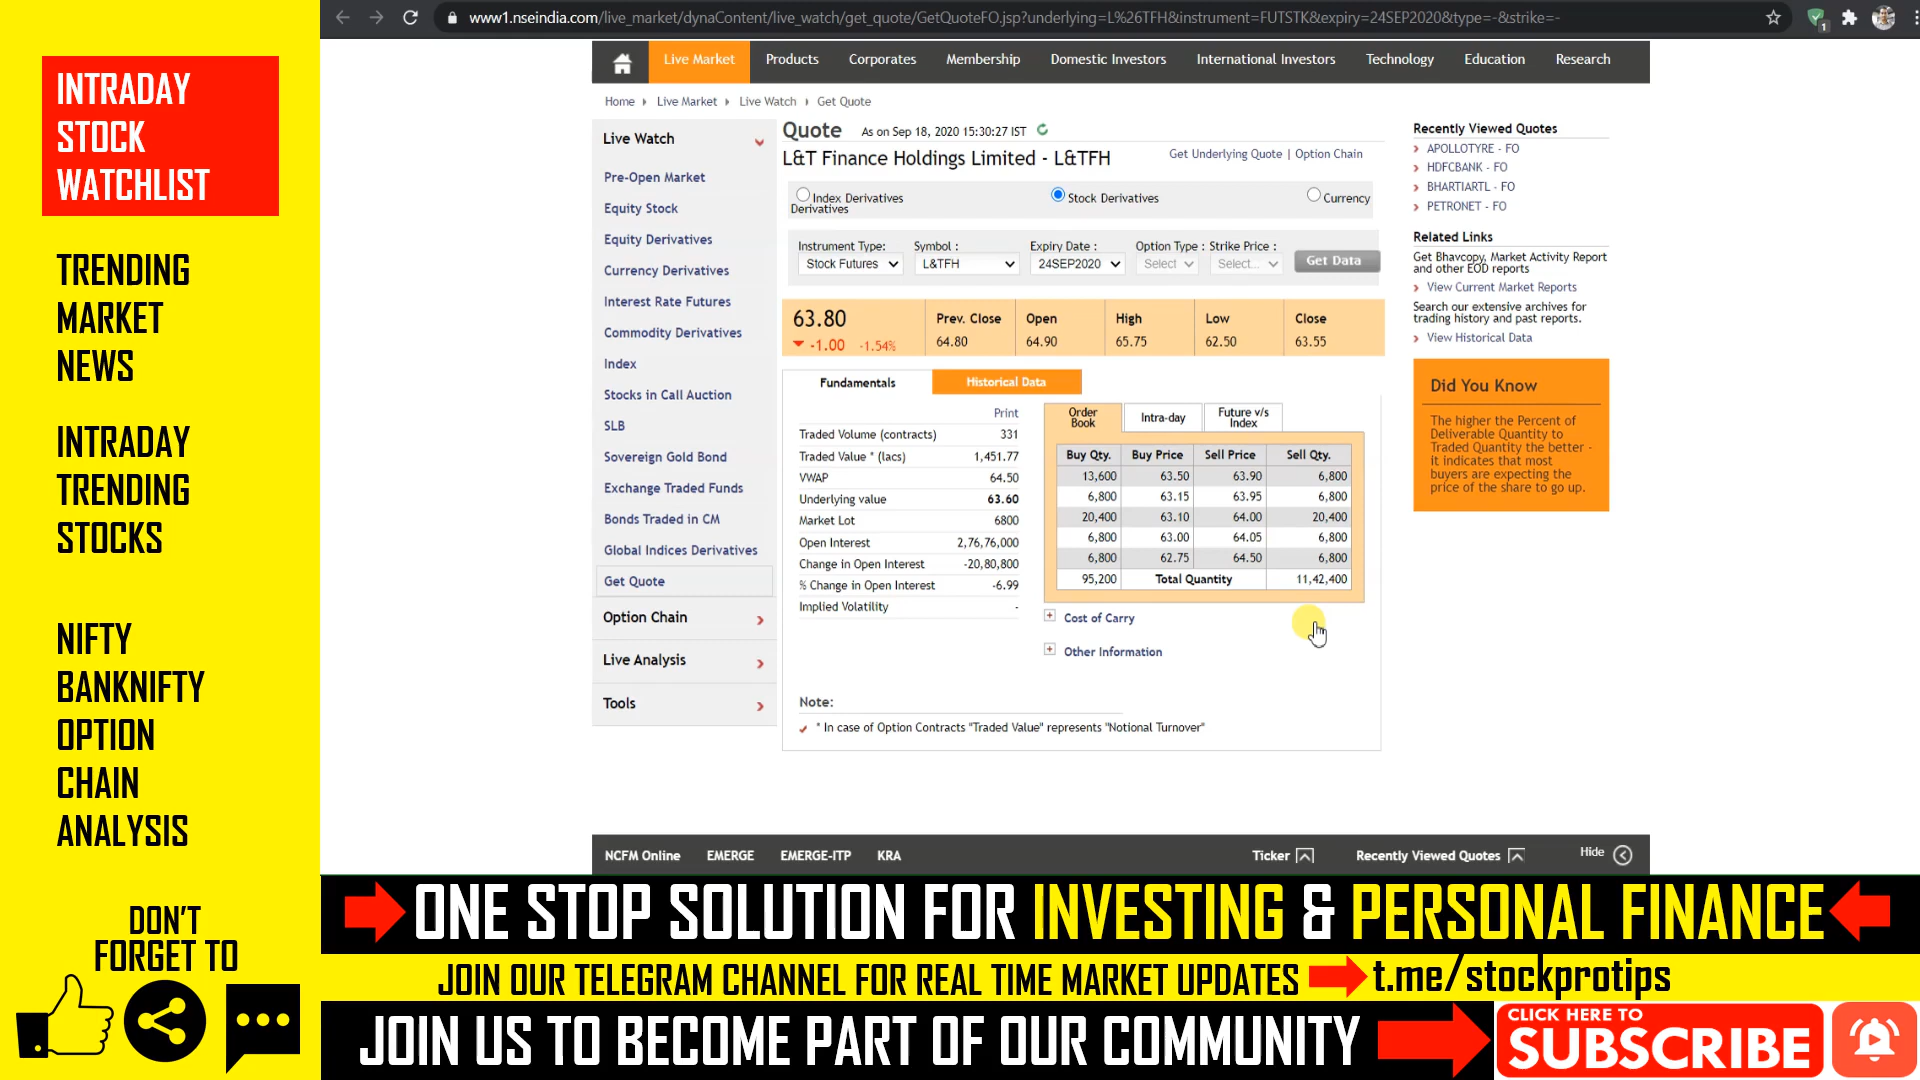 www1.nseindia.com/live_market/dynaContent/live_watch/get_quote/GetQuoteFO.jsp?underlying=L%26TFH&instrument=FUTSTK&expiry=24SEP2020&type=-&strike=-
1
INTRADAY
STOCK
WATCHLIST
TRENDING
MARKET
NEWS
INTRADAY
TRENDING
STOCKS
NIFTY
BANKNIFTY
OPTION
CHAIN
ANALYSIS
DON'T
FORGET TO
Live Market Products Corporates Membership Domestic Investors International Investors Technology Education Research
Home Live Market Live Watch Get Quote
Live Watch
Pre-Open Market
Equity Stock
Equity Derivatives
Currency Derivatives
Interest Rate Futures
Commodity Derivatives
Index
Stocks in Call Auction
SLB
Sovereign Gold Bond
Exchange Traded Funds
Bonds Traded in CM
Global Indices Derivatives
Get Quote
Option Chain
Live Analysis
Tools
Quote As on Sep 18, 2020 15:30:27 IST
L&T Finance Holdings Limited - L&TFH
Get Underlying Quote | Option Chain
Index Derivatives Stock Derivatives Currency
Derivatives
Instrument Type: Symbol : Expiry Date : Option Type : Strike Price :
Stock Futures L&TFH 24SEP2020 Select Select... Get Data
63.80 Prev. Close Open High Low Close
-1.00 -1.54% 64.80 64.90 65.75 62.50 63.55
Fundamentals Historical Data
Print
Traded Volume (contracts) 331
Traded Value * (lacs) 1,451.77
VWAP 64.50
Underlying value 63.60
Market Lot 6800
Open Interest 2,76,76,000
Change in Open Interest -20,80,800
% Change in Open Interest -6.99
Implied Volatility -
Order
Book
Intra-day
Future v/s
Index
Buy Qty. Buy Price Sell Price Sell Qty.
13,600 63.50 63.90 6,800
6,800 63.15 63.95 6,800
20,400 63.10 64.00 20,400
6,800 63.00 64.05 6,800
6,800 62.75 64.50 6,800
95,200 Total Quantity 11,42,400
Cost of Carry
Other Information
Note:
* In case of Option Contracts "Traded Value" represents "Notional Turnover"
Recently Viewed Quotes
APOLLOTYRE - FO
HDFCBANK - FO
BHARTIARTL - FO
PETRONET - FO
Related Links
Get Bhavcopy, Market Activity Report
and other EOD reports
View Current Market Reports
Search our extensive archives for
trading history and past reports.
View Historical Data
Did You Know
The higher the Percent of
Deliverable Quantity to
Traded Quantity the better -
it indicates that most
buyers are expecting the
price of the share to go up.
NCFM Online EMERGE EMERGE-ITP KRA Ticker Recently Viewed Quotes Hide
ONE STOP SOLUTION FOR INVESTING & PERSONAL FINANCE
JOIN OUR TELEGRAM CHANNEL FOR REAL TIME MARKET UPDATES t.me/stockprotips
JOIN US TO BECOME PART OF OUR COMMUNITY
CLICK HERE TO
SUBSCRIBE